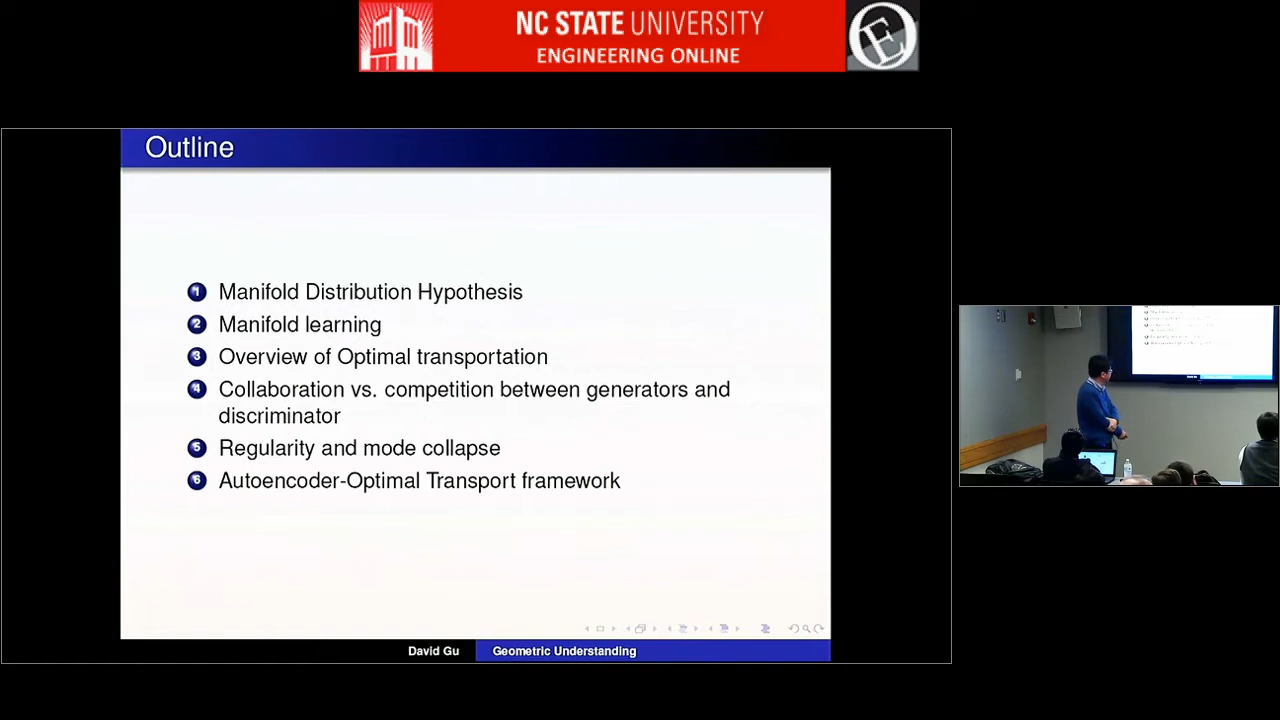 NC STATE UNIVERSITY
ENGINEERING ONLINE
Outline
1 Manifold Distribution Hypothesis
2 Manifold learning
3 Overview of Optimal transportation
4 Collaboration vs. competition between generators and
discriminator
5 Regularity and mode collapse
6 Autoencoder-Optimal Transport framework
David Gu
Geometric Understanding